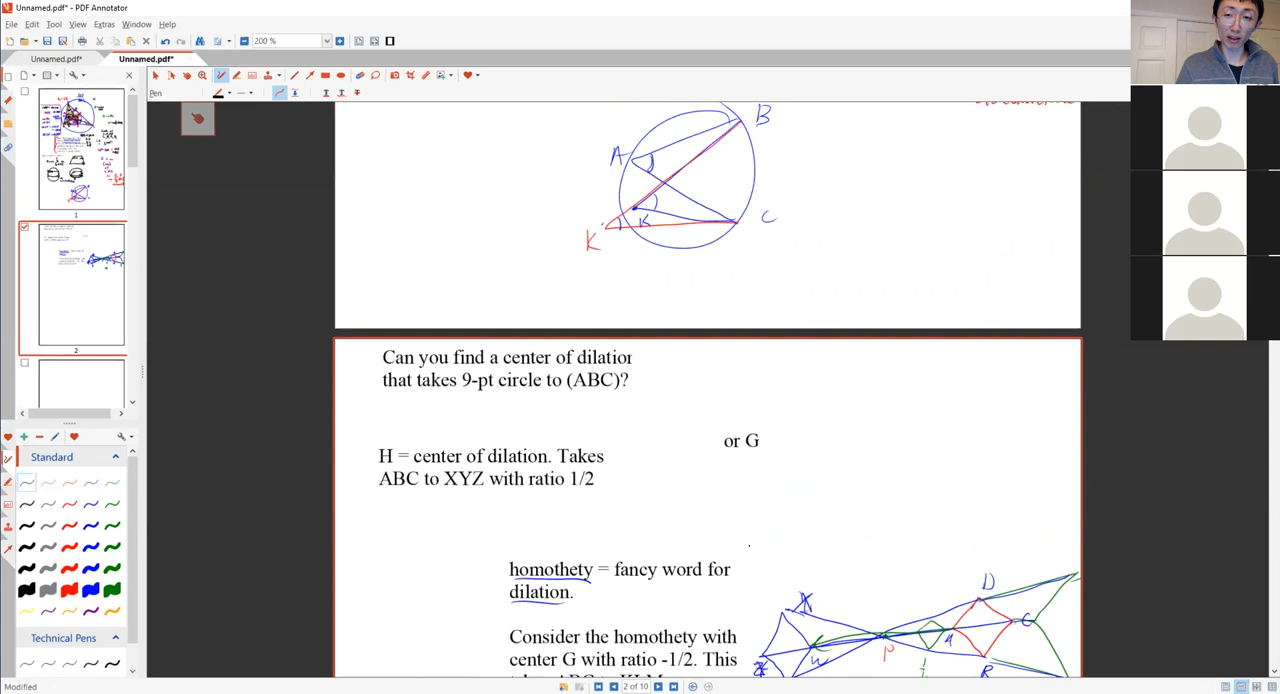 Unnamed.pdf* - PDF Annotator
File Edit Tool View Extras Window Help
200 %
Unnamed.pdf*
Unnamed.pdf*
Pen
B
A
C
K
K
1
2
Can you find a center of dilation
that takes 9-pt circle to (ABC)?
or G
H = center of dilation. Takes
ABC to XYZ with ratio 1/2
homothety = fancy word for
dilation.
Consider the homothety with
center G with ratio -1/2. This
D
X
C
A
P
W
B
Standard
Technical Pens
Modified
2 of 10